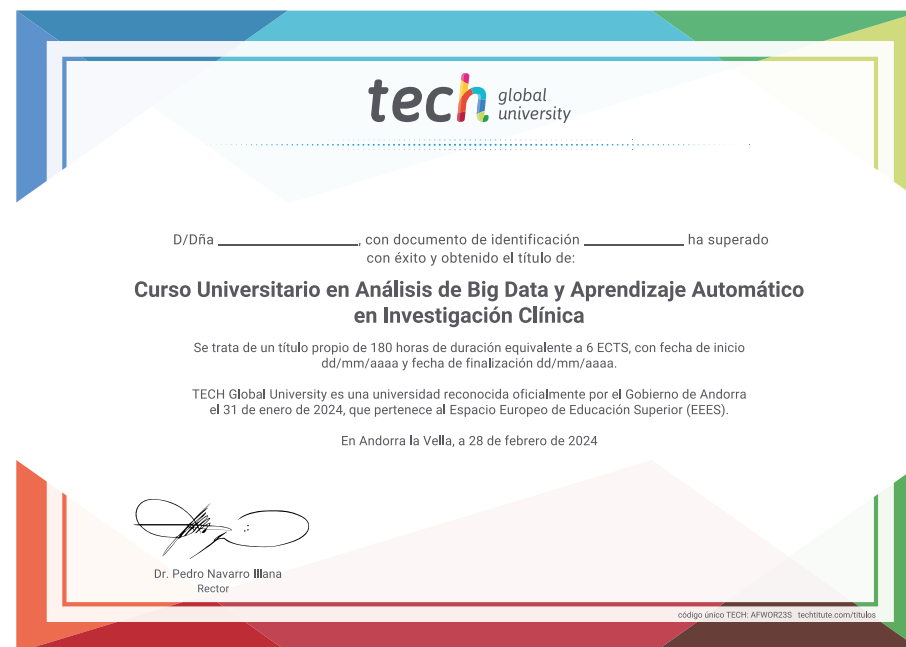 tech global
university
D/Dña ____________________, con documento de identificación ______________ ha superado
con éxito y obtenido el título de:
Curso Universitario en Análisis de Big Data y Aprendizaje Automático
en Investigación Clínica
Se trata de un título propio de 180 horas de duración equivalente a 6 ECTS, con fecha de inicio
dd/mm/aaaa y fecha de finalización dd/mm/aaaa.
TECH Global University es una universidad reconocida oficialmente por el Gobierno de Andorra
el 31 de enero de 2024, que pertenece al Espacio Europeo de Educación Superior (EEES).
En Andorra la Vella, a 28 de febrero de 2024
Dr. Pedro Navarro Illana
Rector
código único TECH: AFWOR23S techtitute.com/titulos